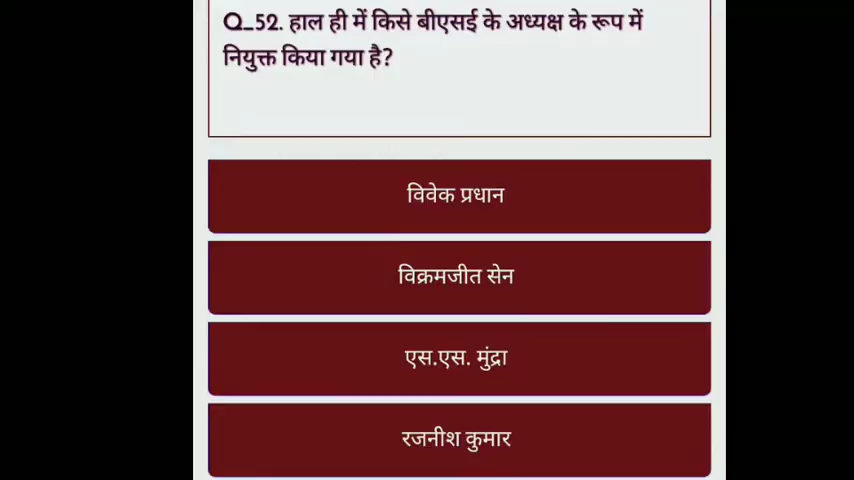 Q_52. हाल ही में किसे बीएसई के अध्यक्ष के रूप में
नियुक्त किया गया है?
विवेक प्रधान
विक्रमजीत सेन
एस.एस. मुंद्रा
रजनीश कुमार